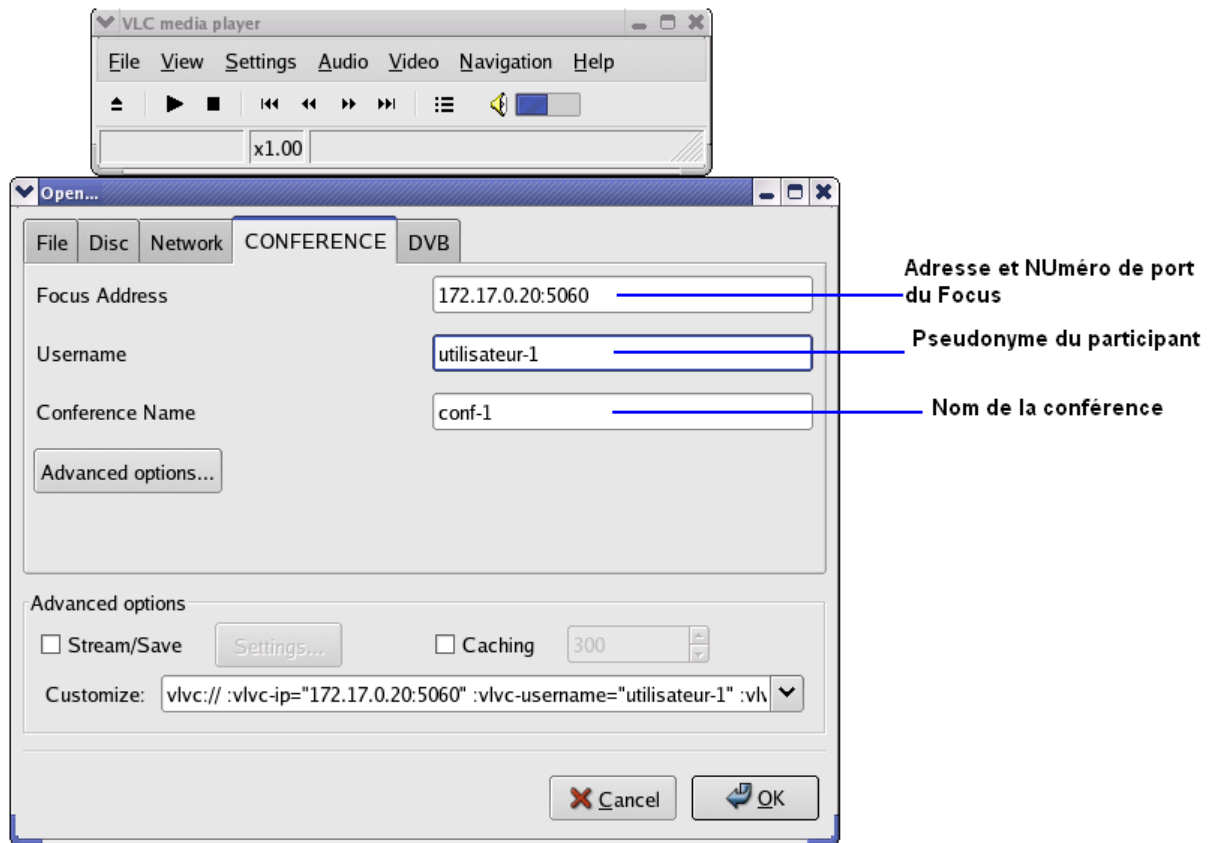 VLC media player
File View Settings Audio Video Navigation Help
x1.00
Open...
File Disc Network CONFERENCE DVB
Focus Address 172.17.0.20:5060
Adresse et NUméro de port
du Focus
Username utilisateur-1
Pseudonyme du participant
Conference Name conf-1
Nom de la conférence
Advanced options...
Advanced options
Stream/Save Settings... Caching 300
Customize: vlvc:// :vlvc-ip="172.17.0.20:5060" :vlvc-username="utilisateur-1"
Cancel OK